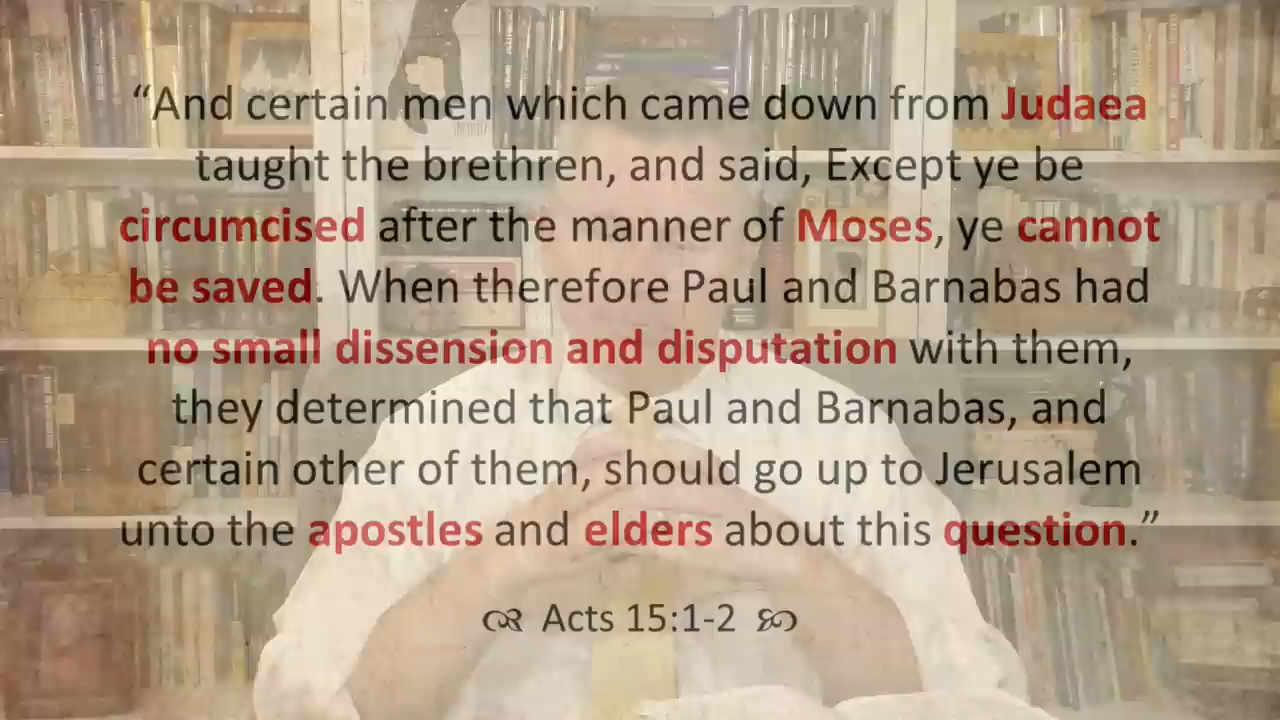 “And certain men which came down from Judaea
taught the brethren, and said, Except ye be
circumcised after the manner of Moses, ye cannot
be saved. When therefore Paul and Barnabas had
no small dissension and disputation with them,
they determined that Paul and Barnabas, and
certain other of them, should go up to Jerusalem
unto the apostles and elders about this question.”
Acts 15:1-2